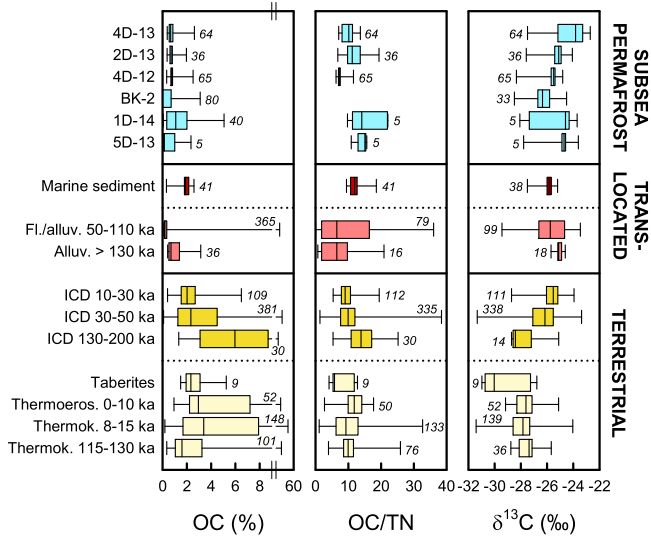 4D-13 64 64 64
2D-13 36 36 36
4D-12 65 65 65
BK-2 80 33
1D-14 40 5 5
5D-13 5 5 5
SUBSEA PERMAFROST
Marine sediment 41 41 38
Fl./alluv. 50-110 ka 365 79 99
Alluv. > 130 ka 36 16 18
TRANS-LOCATED
ICD 10-30 ka 109 112 111
ICD 30-50 ka 381 335 338
ICD 130-200 ka 30 30 14
Taberites 9 9 9
Thermoeros. 0-10 ka 52 50 52
Thermok. 8-15 ka 148 133 139
Thermok. 115-130 ka 101 76 36
TERRESTRIAL
0 2 4 6 8 60 0 10 20 30 40 -32 -30 -28 -26 -24 -22
OC (%) OC/TN δ¹³C (‰)